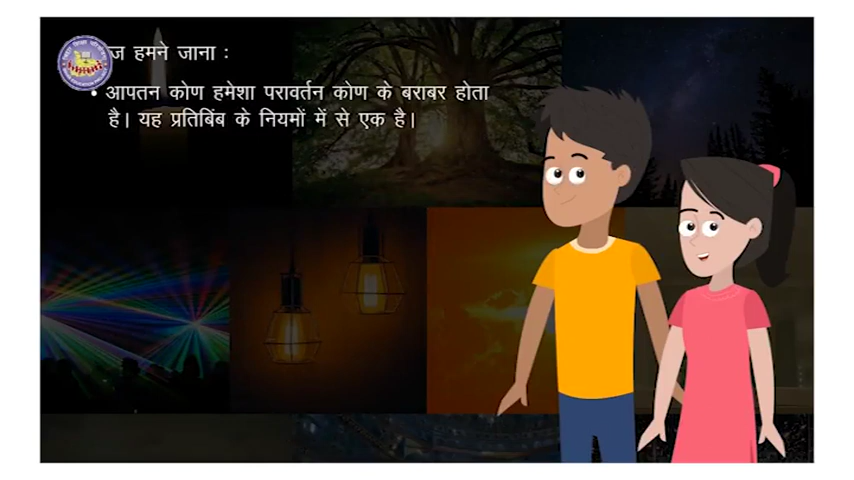 ज हमने जाना :
• आपतन कोण हमेशा परावर्तन कोण के बराबर होता
है। यह प्रतिबिंब के नियमों में से एक है।